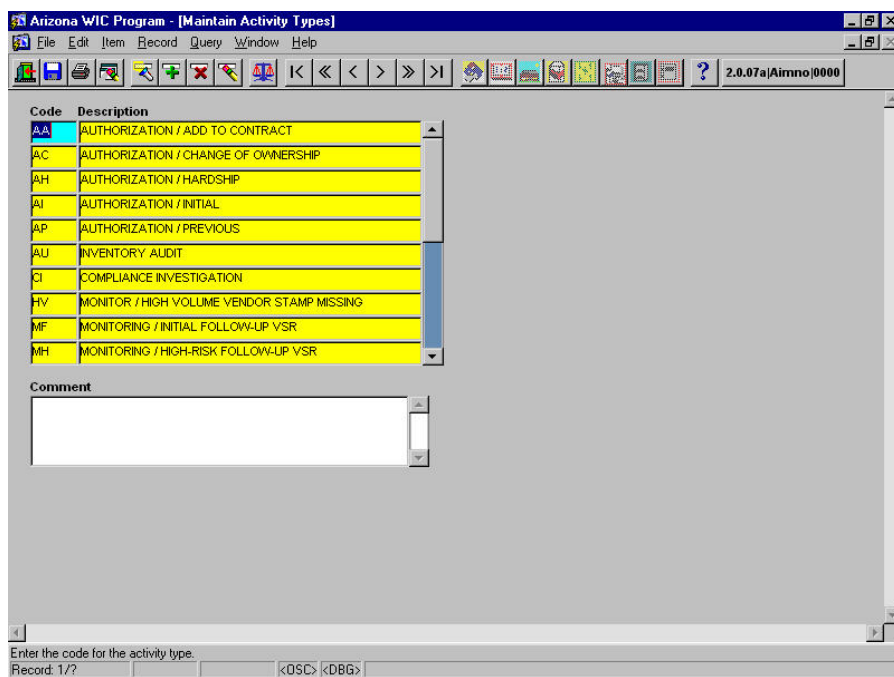 Arizona WIC Program - [Maintain Activity Types]
File Edit Item Record Query Window Help
2.0.07a|Aimno|0000
Code Description
AA AUTHORIZATION / ADD TO CONTRACT
AC AUTHORIZATION / CHANGE OF OWNERSHIP
AH AUTHORIZATION / HARDSHIP
AI AUTHORIZATION / INITIAL
AP AUTHORIZATION / PREVIOUS
AU INVENTORY AUDIT
CI COMPLIANCE INVESTIGATION
HV MONITOR / HIGH VOLUME VENDOR STAMP MISSING
MF MONITORING / INITIAL FOLLOW-UP VSR
MH MONITORING / HIGH-RISK FOLLOW-UP VSR
Comment
Enter the code for the activity type.
Record: 1/? <OSC> <DBG>